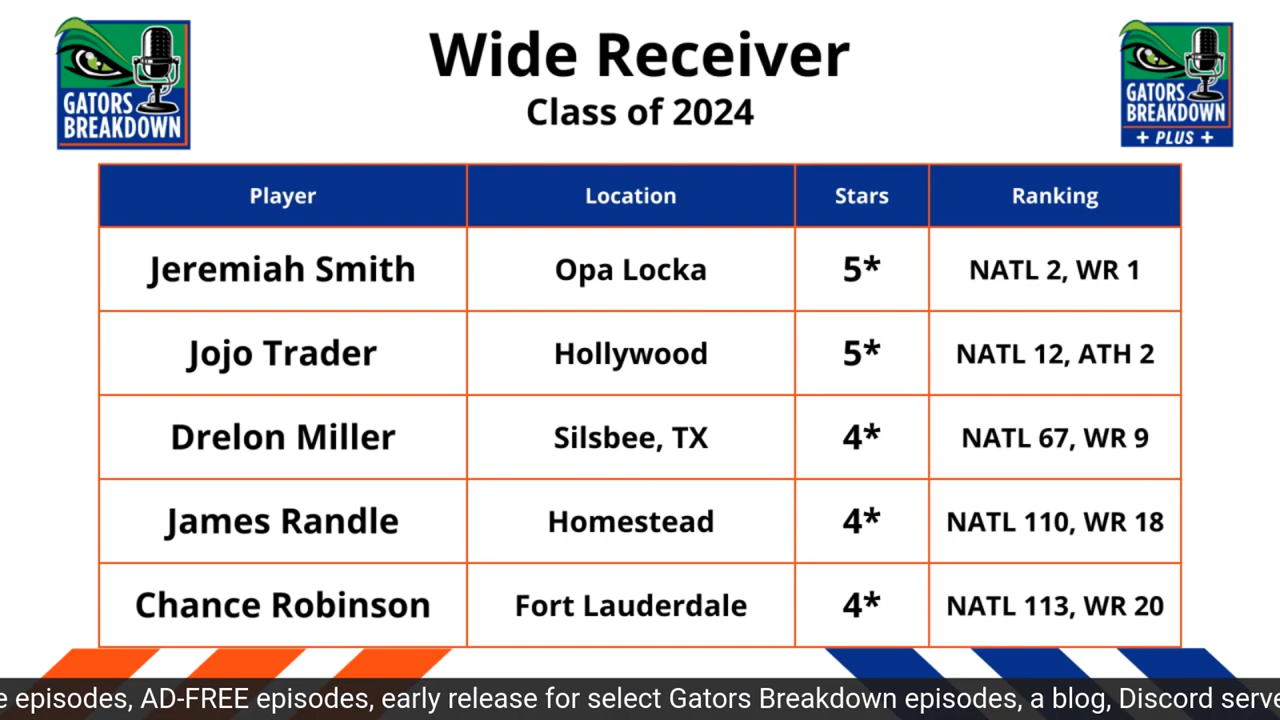 GATORS
BREAKDOWN
Wide Receiver
Class of 2024
GATORS
BREAKDOWN
+ PLUS +
Player Location Stars Ranking
Jeremiah Smith Opa Locka 5* NATL 2, WR 1
Jojo Trader Hollywood 5* NATL 12, ATH 2
Drelon Miller Silsbee, TX 4* NATL 67, WR 9
James Randle Homestead 4* NATL 110, WR 18
Chance Robinson Fort Lauderdale 4* NATL 113, WR 20
e episodes, AD-FREE episodes, early release for select Gators Breakdown episodes, a blog, Discord serve